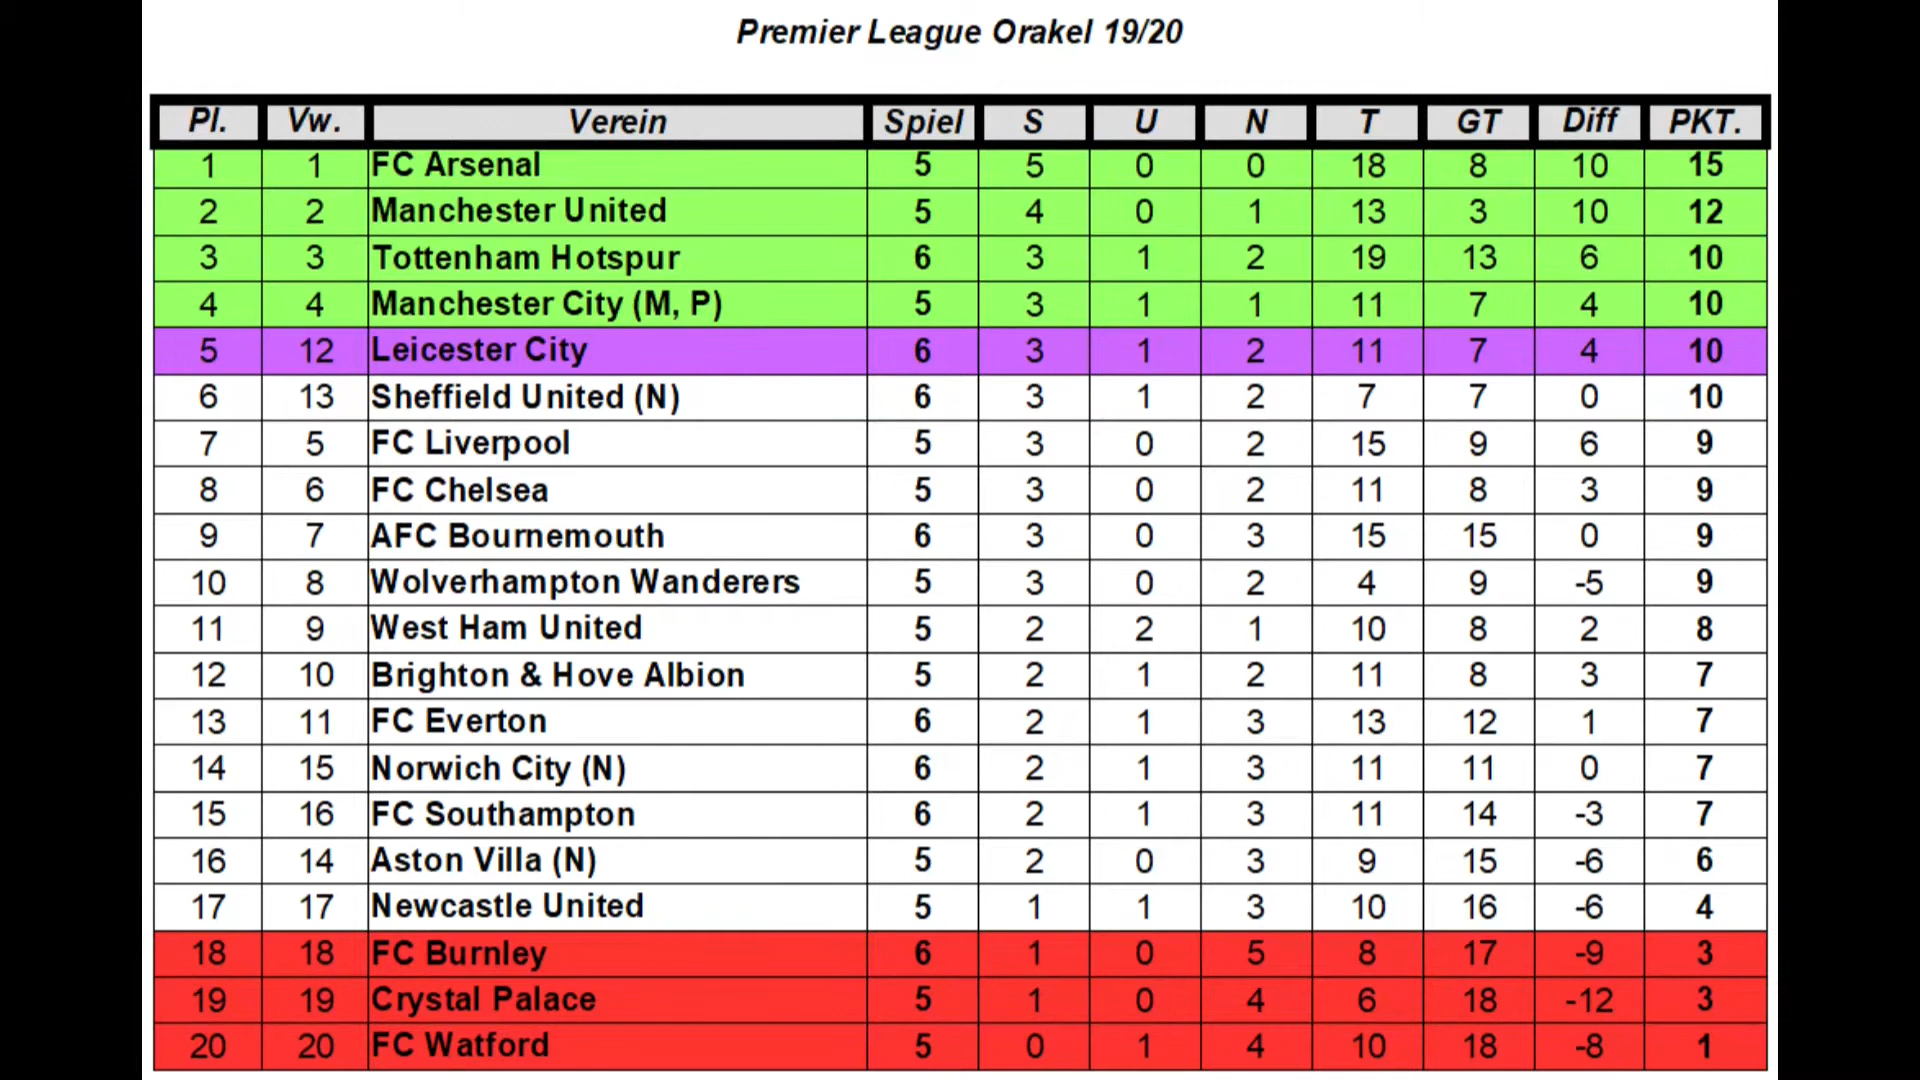 Premier League Orakel 19/20
Pl. Vw. Verein Spiel S U N T GT Diff PKT.
1 1 FC Arsenal 5 5 0 0 18 8 10 15
2 2 Manchester United 5 4 0 1 13 3 10 12
3 3 Tottenham Hotspur 6 3 1 2 19 13 6 10
4 4 Manchester City (M, P) 5 3 1 1 11 7 4 10
5 12 Leicester City 6 3 1 2 11 7 4 10
6 13 Sheffield United (N) 6 3 1 2 7 7 0 10
7 5 FC Liverpool 5 3 0 2 15 9 6 9
8 6 FC Chelsea 5 3 0 2 11 8 3 9
9 7 AFC Bournemouth 6 3 0 3 15 15 0 9
10 8 Wolverhampton Wanderers 5 3 0 2 4 9 -5 9
11 9 West Ham United 5 2 2 1 10 8 2 8
12 10 Brighton & Hove Albion 5 2 1 2 11 8 3 7
13 11 FC Everton 6 2 1 3 13 12 1 7
14 15 Norwich City (N) 6 2 1 3 11 11 0 7
15 16 FC Southampton 6 2 1 3 11 14 -3 7
16 14 Aston Villa (N) 5 2 0 3 9 15 -6 6
17 17 Newcastle United 5 1 1 3 10 16 -6 4
18 18 FC Burnley 6 1 0 5 8 17 -9 3
19 19 Crystal Palace 5 1 0 4 6 18 -12 3
20 20 FC Watford 5 0 1 4 10 18 -8 1